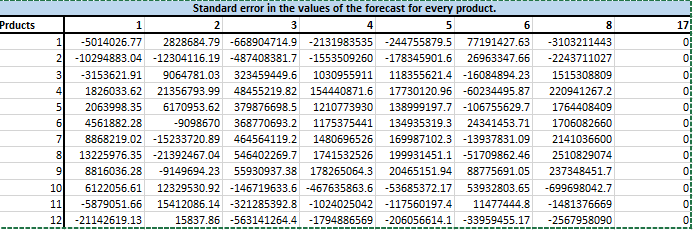 Standard error in the values of the forecast for every product.
Prducts 1 2 3 4 5 6 8 17
1 -5014026.77 2828684.79 -668904714.9 -2131983535 -244755879.5 77191427.63 -3103211443 0
2 -10294883.04 -12304116.19 -487408381.7 -1553509260 -178345901.6 26963347.66 -2243711027 0
3 -3153621.91 9064781.03 323459449.6 1030955911 118355621.4 -16084894.23 1515308809 0
4 1826033.62 21356793.99 48455219.82 154440871.6 17730120.96 -60234495.87 220941267.2 0
5 2063998.35 6170953.62 379876698.5 1210773930 138999197.7 -106755629.7 1764408409 0
6 4561882.28 -9098670 368770693.2 1175375441 134935319.3 24341453.71 1706082660 0
7 8868219.02 -15233720.89 464564119.2 1480696526 169987102.3 -13937831.09 2141036600 0
8 13225976.35 -21392467.04 546402269.7 1741532526 199931451.1 -51709862.46 2510829074 0
9 8816036.28 -9149694.23 55930937.38 178265064.3 20465151.94 88775691.05 237348451.7 0
10 6122056.61 12329530.92 -146719633.6 -467635863.6 -53685372.17 53932803.65 -699698042.7 0
11 -5879051.66 15412086.14 -321285392.8 -1024025042 -117560197.4 11477444.8 -1481376669 0
12 -21142619.13 15837.86 -563141264.4 -1794886569 -206056614.1 -33959455.17 -2567958090 0